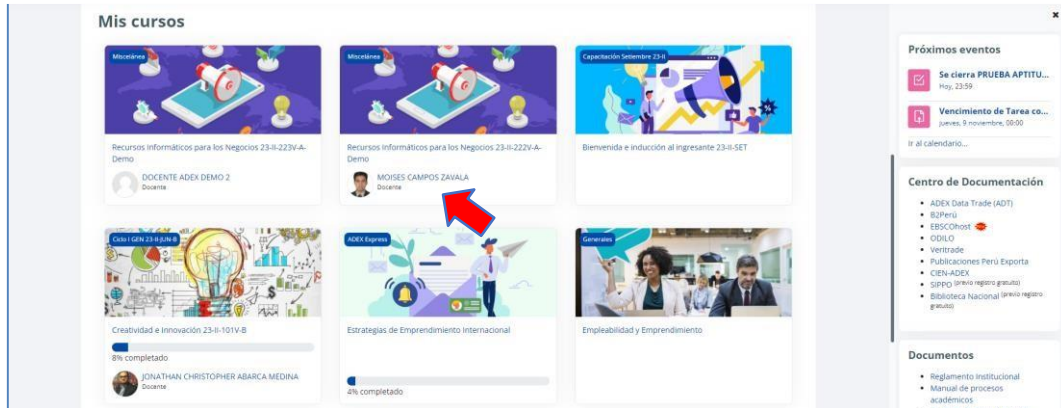 Mis cursos
Miscelánea
Recursos Informáticos para los Negocios 23-II-223V-A-
Demo
DOCENTE ADEX DEMO 2
Docente
Miscelánea
Recursos Informáticos para los Negocios 23-II-222V-A-
Demo
MOISES CAMPOS ZAVALA
Docente
Capacitación Setiembre 23-II
Bienvenida e inducción al Ingresante 23-II-SET
Ciclo I GEN 23-II-JUN-B
Creatividad e Innovación 23-II-101V-B
8% completado
JONATHAN CHRISTOPHER ABARCA MEDINA
Docente
ADEX Express
Estrategias de Emprendimiento Internacional
4% completado
Generales
Empleabilidad y Emprendimiento
Próximos eventos
Se cierra PRUEBA APTITU...
Hoy, 23:59
Vencimiento de Tarea co...
jueves, 9 noviembre, 00:00
Ir al calendario...
Centro de Documentación
ADEX Data Trade (ADT)
B2Perú
EBSCOhost
ODILO
Veritrade
Publicaciones Perú Exporta
CIEN-ADEX
SIPPO (previo registro gratuito)
Biblioteca Nacional (previo registro
gratuito)
Documentos
Reglamento Institucional
Manual de procesos
académicos